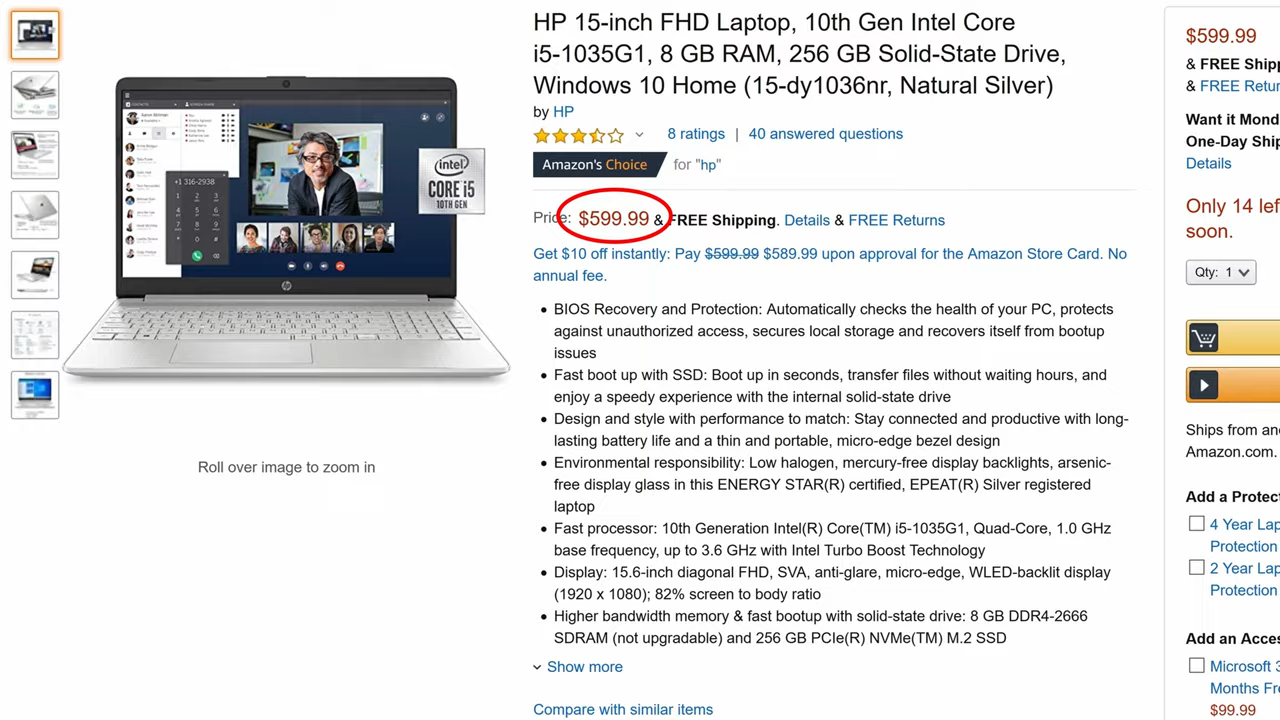 HP 15-inch FHD Laptop, 10th Gen Intel Core
i5-1035G1, 8 GB RAM, 256 GB Solid-State Drive,
Windows 10 Home (15-dy1036nr, Natural Silver)
by HP
8 ratings | 40 answered questions
Amazon's Choice for "hp"
Price: $599.99 & FREE Shipping. Details & FREE Returns
Get $10 off instantly: Pay $599.99 $589.99 upon approval for the Amazon Store Card. No
annual fee.
• BIOS Recovery and Protection: Automatically checks the health of your PC, protects
against unauthorized access, secures local storage and recovers itself from bootup
issues
• Fast boot up with SSD: Boot up in seconds, transfer files without waiting hours, and
enjoy a speedy experience with the internal solid-state drive
• Design and style with performance to match: Stay connected and productive with long-
lasting battery life and a thin and portable, micro-edge bezel design
• Environmental responsibility: Low halogen, mercury-free display backlights, arsenic-
free display glass in this ENERGY STAR(R) certified, EPEAT(R) Silver registered
laptop
• Fast processor: 10th Generation Intel(R) Core(TM) i5-1035G1, Quad-Core, 1.0 GHz
base frequency, up to 3.6 GHz with Intel Turbo Boost Technology
• Display: 15.6-inch diagonal FHD, SVA, anti-glare, micro-edge, WLED-backlit display
(1920 x 1080); 82% screen to body ratio
• Higher bandwidth memory & fast bootup with solid-state drive: 8 GB DDR4-2666
SDRAM (not upgradable) and 256 GB PCIe(R) NVMe(TM) M.2 SSD
Show more
Compare with similar items
+1 316-2938
1 2 3
4 5 6
7 8 9
* 0 #
hp
intel
CORE i5
10TH GEN
Roll over image to zoom in
$599.99
& FREE Shipp
& FREE Retur
Want it Mond
One-Day Ship
Details
Only 14 lef
soon.
Qty: 1
Ships from an
Amazon.com.
Add a Protec
4 Year Lap
Protection
2 Year Lap
Protection
Add an Acces
Microsoft 3
Months Fre
$99.99